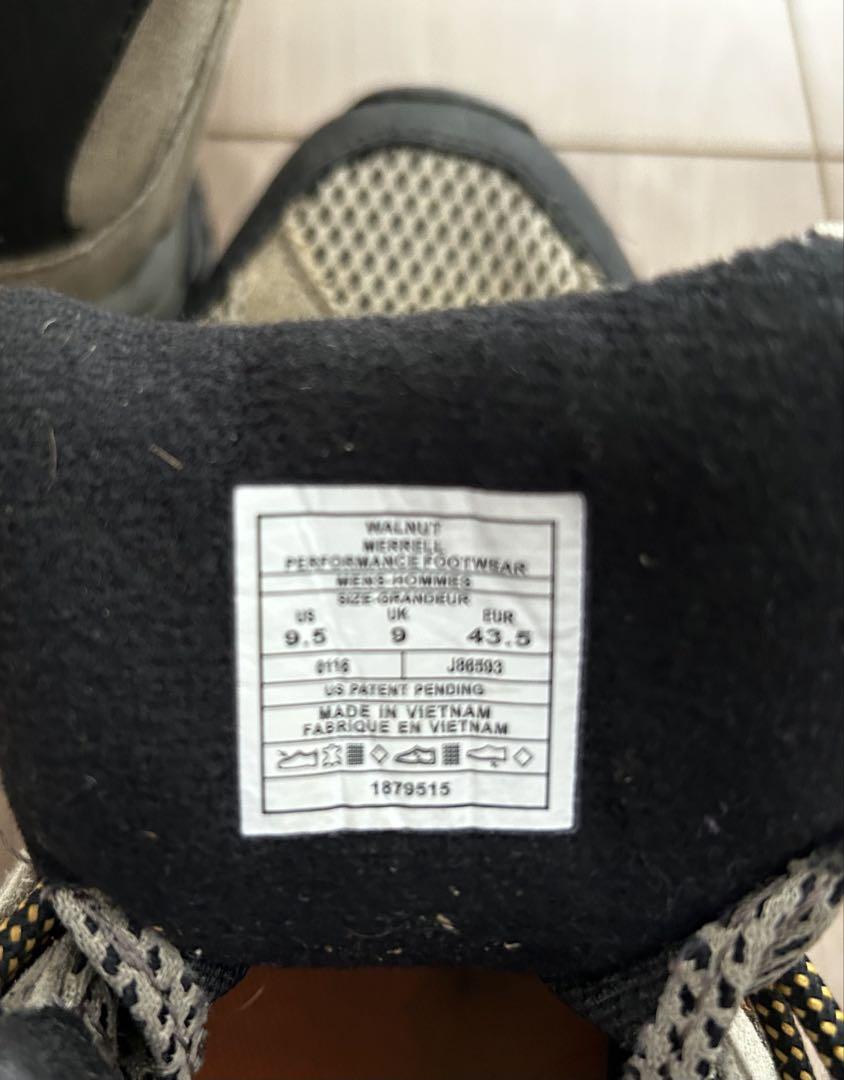 WALNUT
MERRELL
PERFORMANCE FOOTWEAR
MENS-HOMMES
SIZE-GRANDEUR
US UK EUR
9.5 9 43.5
0116 J86593
US PATENT PENDING
MADE IN VIETNAM
FABRIQUE EN VIETNAM
1879515